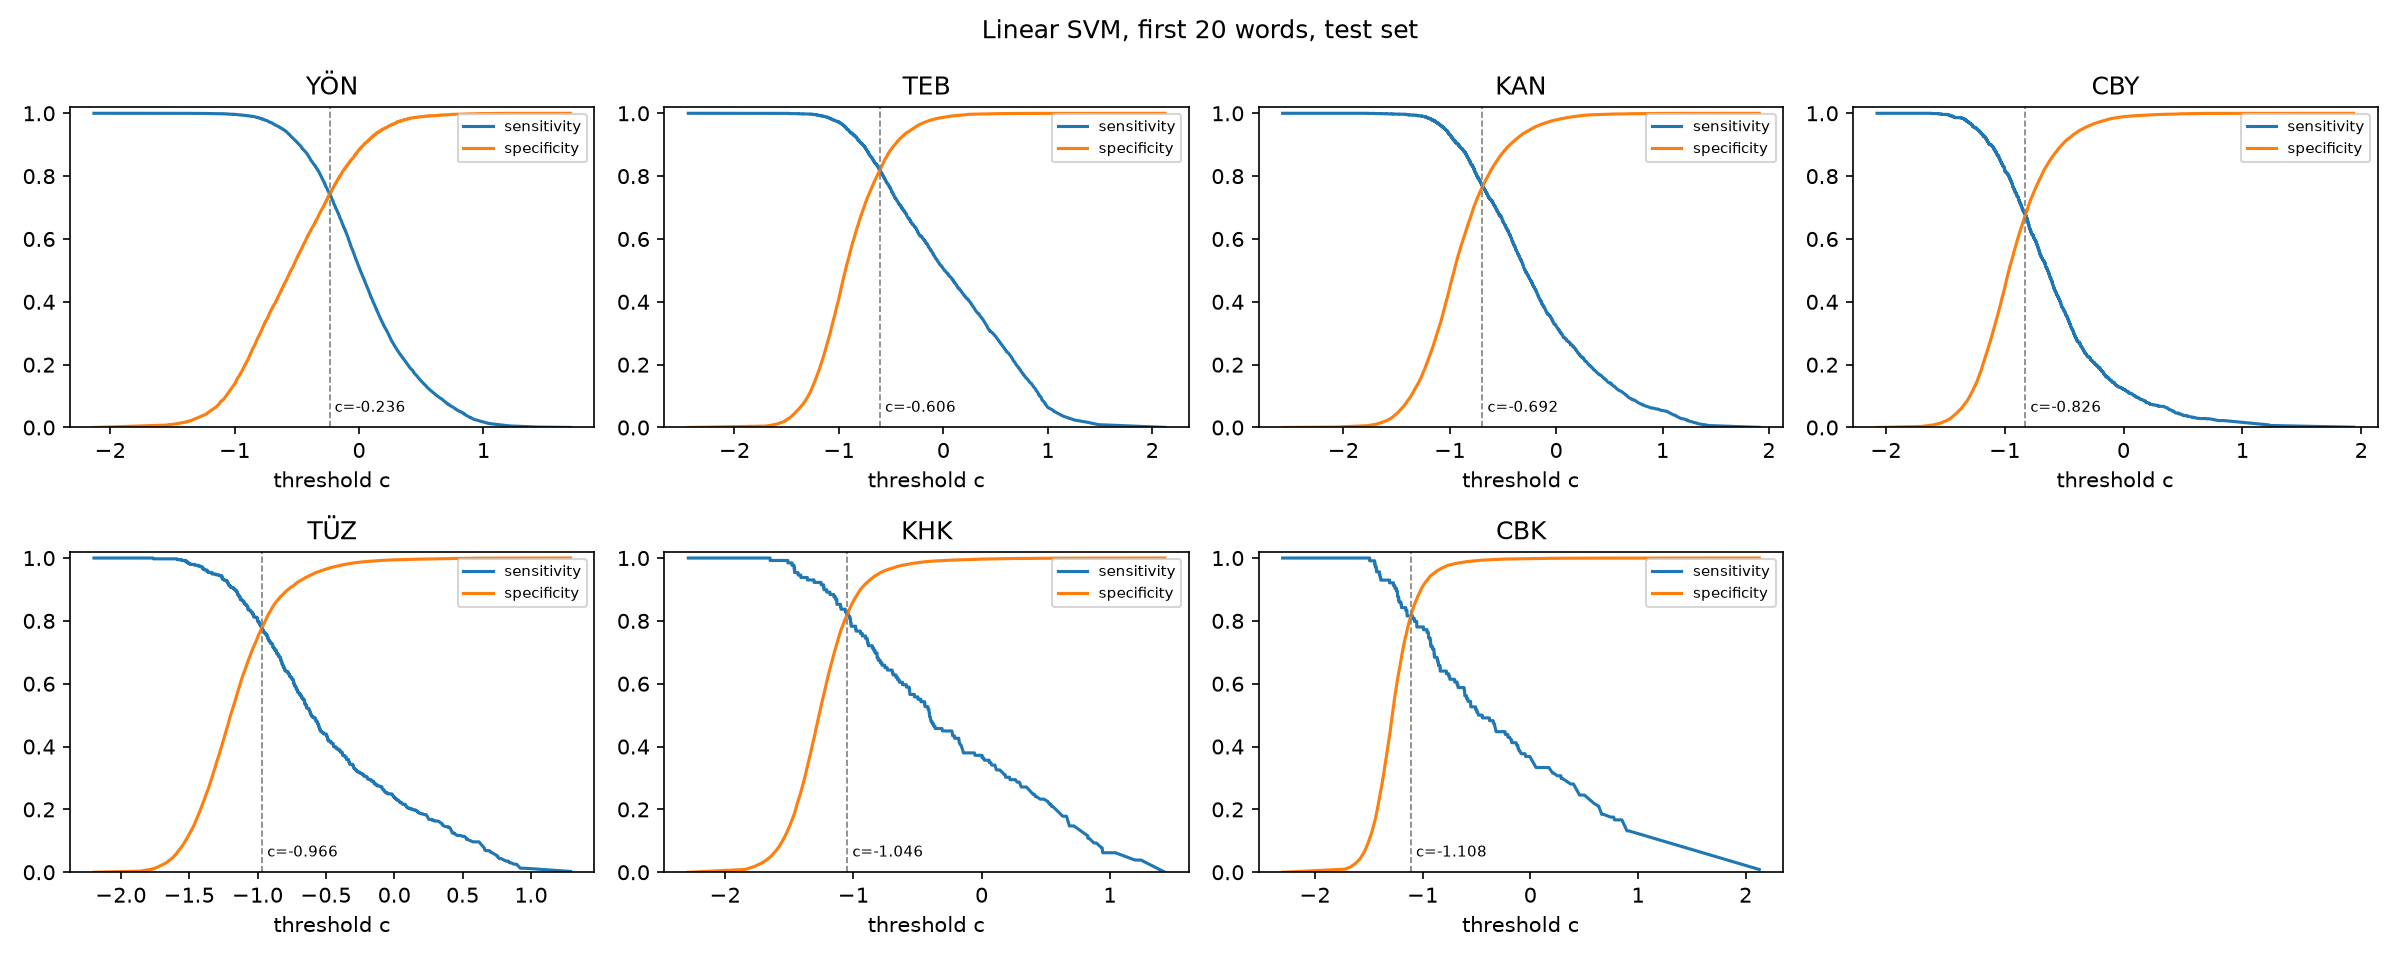 Linear SVM, first 20 words, test set
YÖN
TEB
KAN
CBY
1.0
0.8
0.6
0.4
0.2
0.0
sensitivity
specificity
c=-0.236
−2
−1
0
1
threshold c
1.0
0.8
0.6
0.4
0.2
0.0
sensitivity
specificity
c=-0.606
−2
−1
0
1
2
threshold c
1.0
0.8
0.6
0.4
0.2
0.0
sensitivity
specificity
c=-0.692
−2
−1
0
1
2
threshold c
1.0
0.8
0.6
0.4
0.2
0.0
sensitivity
specificity
c=-0.826
−2
−1
0
1
2
threshold c
TÜZ
KHK
CBK
1.0
0.8
0.6
0.4
0.2
0.0
sensitivity
specificity
c=-0.966
−2.0
−1.5
−1.0
−0.5
0.0
0.5
1.0
threshold c
1.0
0.8
0.6
0.4
0.2
0.0
sensitivity
specificity
c=-1.046
−2
−1
0
1
threshold c
1.0
0.8
0.6
0.4
0.2
0.0
sensitivity
specificity
c=-1.108
−2
−1
0
1
2
threshold c